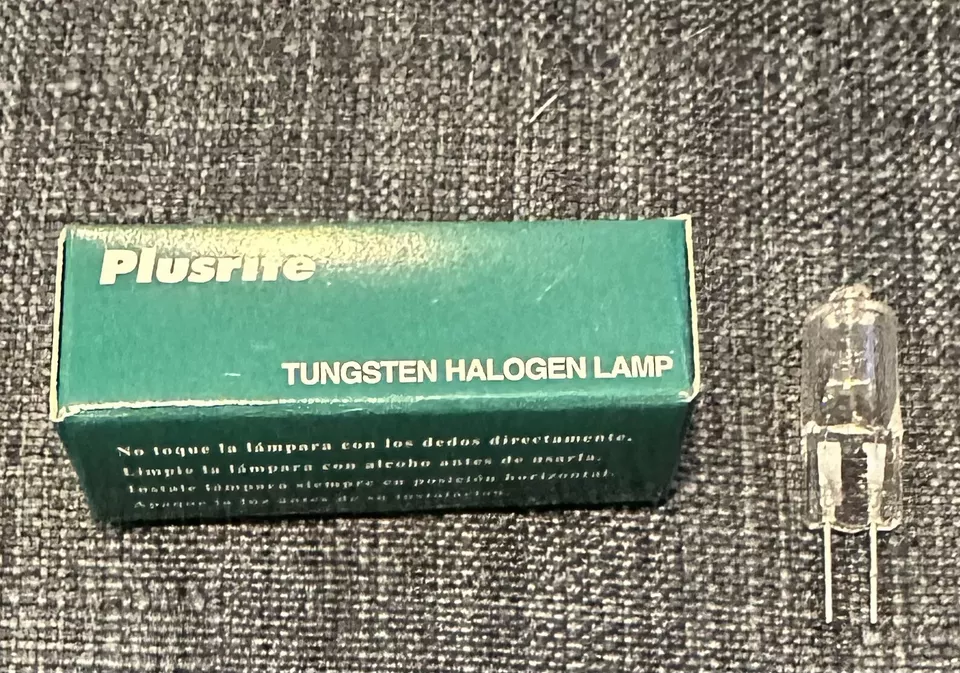 Plusrite
TUNGSTEN HALOGEN LAMP
No toque la lámpara con los dedos directamente.
Limpie la lámpara con alcoho antes de usarla.
Instale lámpara siempre en posición horizontal.
Apague la luz antes de su instalación.